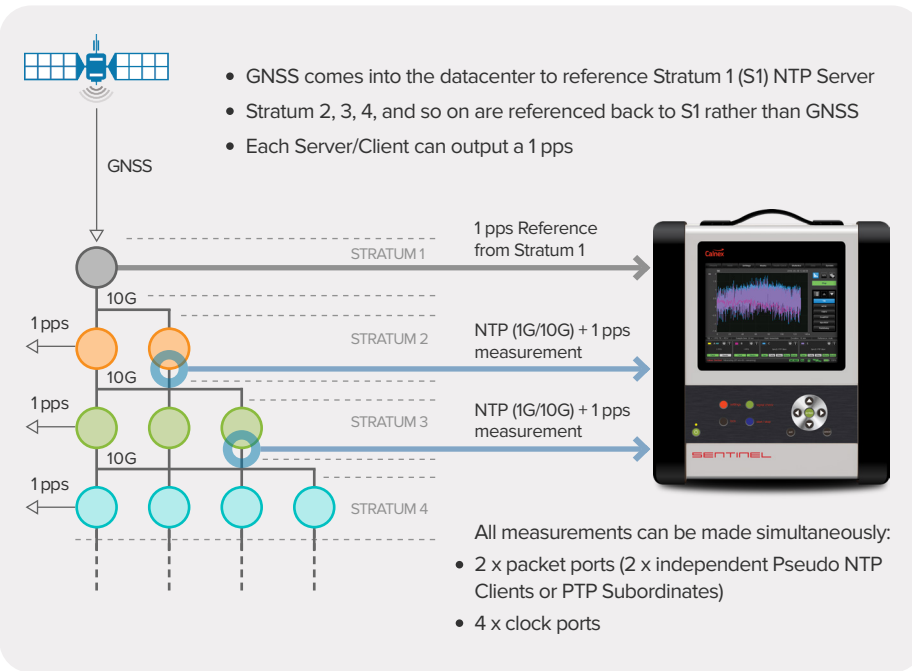 • GNSS comes into the datacenter to reference Stratum 1 (S1) NTP Server
• Stratum 2, 3, 4, and so on are referenced back to S1 rather than GNSS
• Each Server/Client can output a 1 pps
GNSS
STRATUM 1
1 pps Reference
from Stratum 1
10G
1 pps
STRATUM 2
NTP (1G/10G) + 1 pps
measurement
10G
1 pps
STRATUM 3
NTP (1G/10G) + 1 pps
measurement
10G
1 pps
STRATUM 4
Calnex
SENTINEL
All measurements can be made simultaneously:
• 2 x packet ports (2 x independent Pseudo NTP
Clients or PTP Subordinates)
• 4 x clock ports